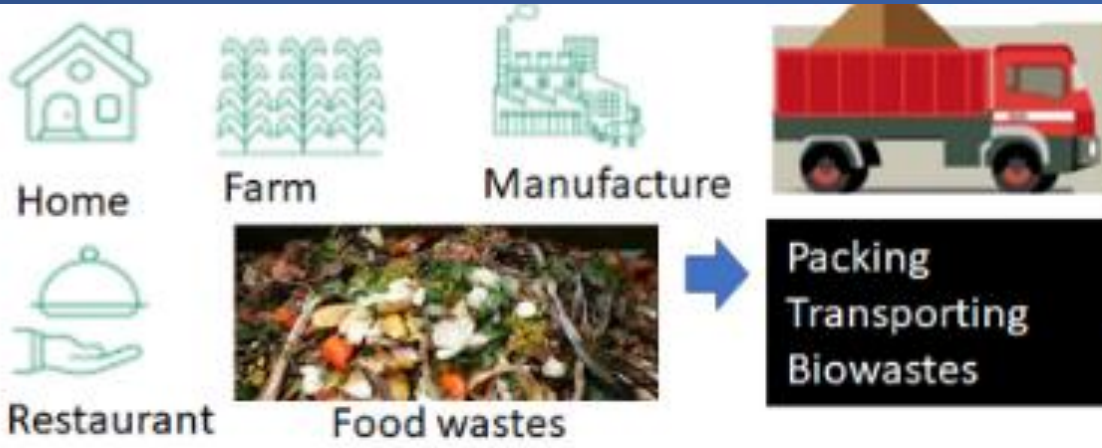 Home
Farm
Manufacture
Restaurant
Food wastes
Packing
Transporting
Biowastes